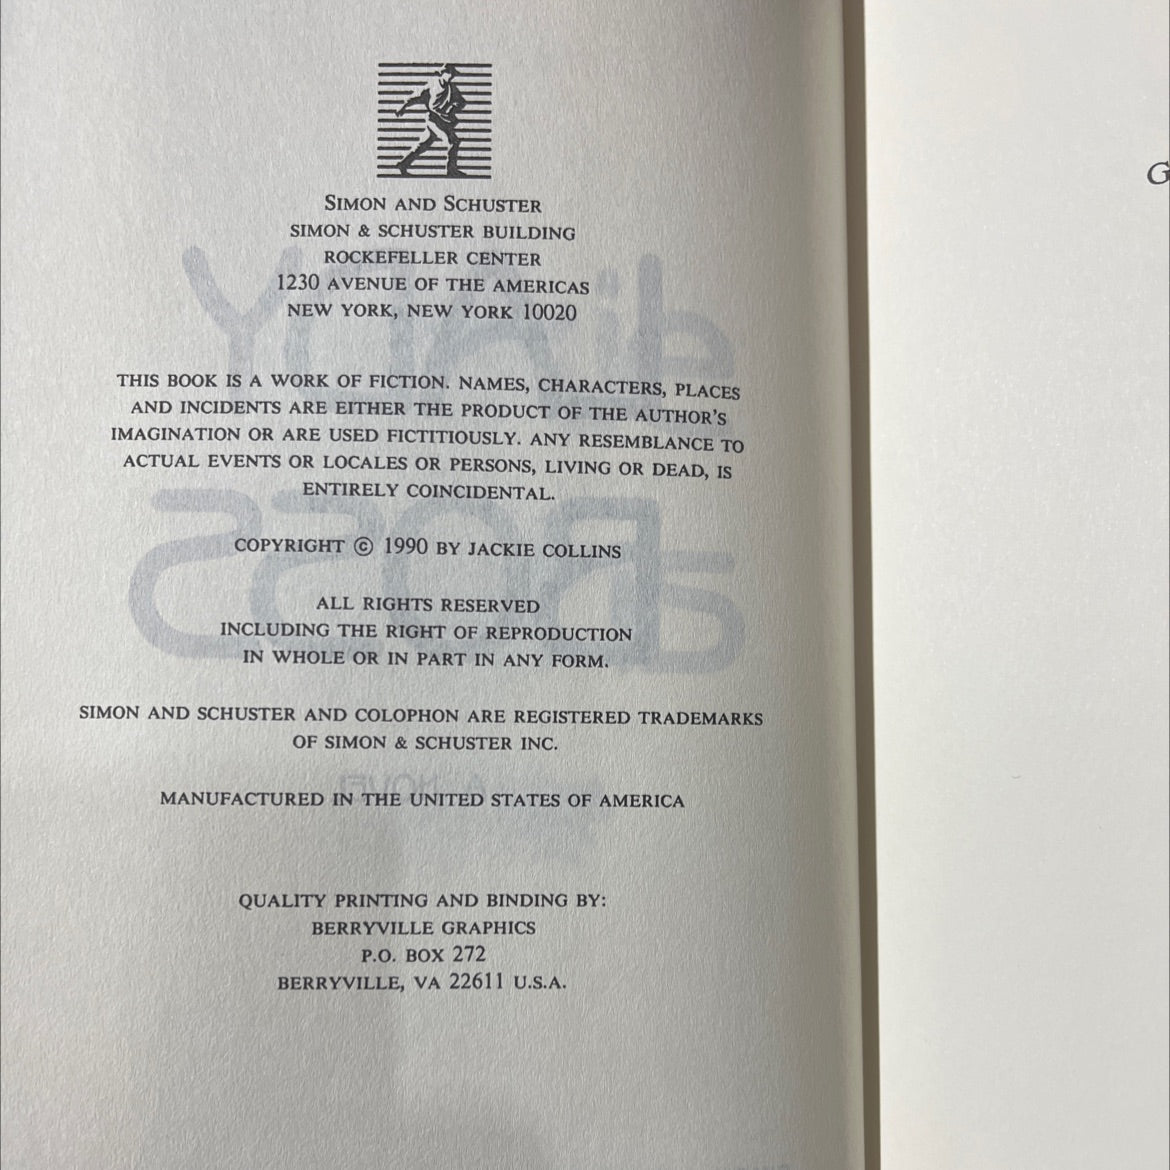 SIMON AND SCHUSTER
SIMON & SCHUSTER BUILDING
ROCKEFELLER CENTER
1230 AVENUE OF THE AMERICAS
NEW YORK, NEW YORK 10020
THIS BOOK IS A WORK OF FICTION. NAMES, CHARACTERS, PLACES
AND INCIDENTS ARE EITHER THE PRODUCT OF THE AUTHOR'S
IMAGINATION OR ARE USED FICTITIOUSLY. ANY RESEMBLANCE TO
ACTUAL EVENTS OR LOCALES OR PERSONS, LIVING OR DEAD, IS
ENTIRELY COINCIDENTAL.
COPYRIGHT © 1990 BY JACKIE COLLINS
ALL RIGHTS RESERVED
INCLUDING THE RIGHT OF REPRODUCTION
IN WHOLE OR IN PART IN ANY FORM.
SIMON AND SCHUSTER AND COLOPHON ARE REGISTERED TRADEMARKS
OF SIMON & SCHUSTER INC.
MANUFACTURED IN THE UNITED STATES OF AMERICA
QUALITY PRINTING AND BINDING BY:
BERRYVILLE GRAPHICS
P.O. BOX 272
BERRYVILLE, VA 22611 U.S.A.
G